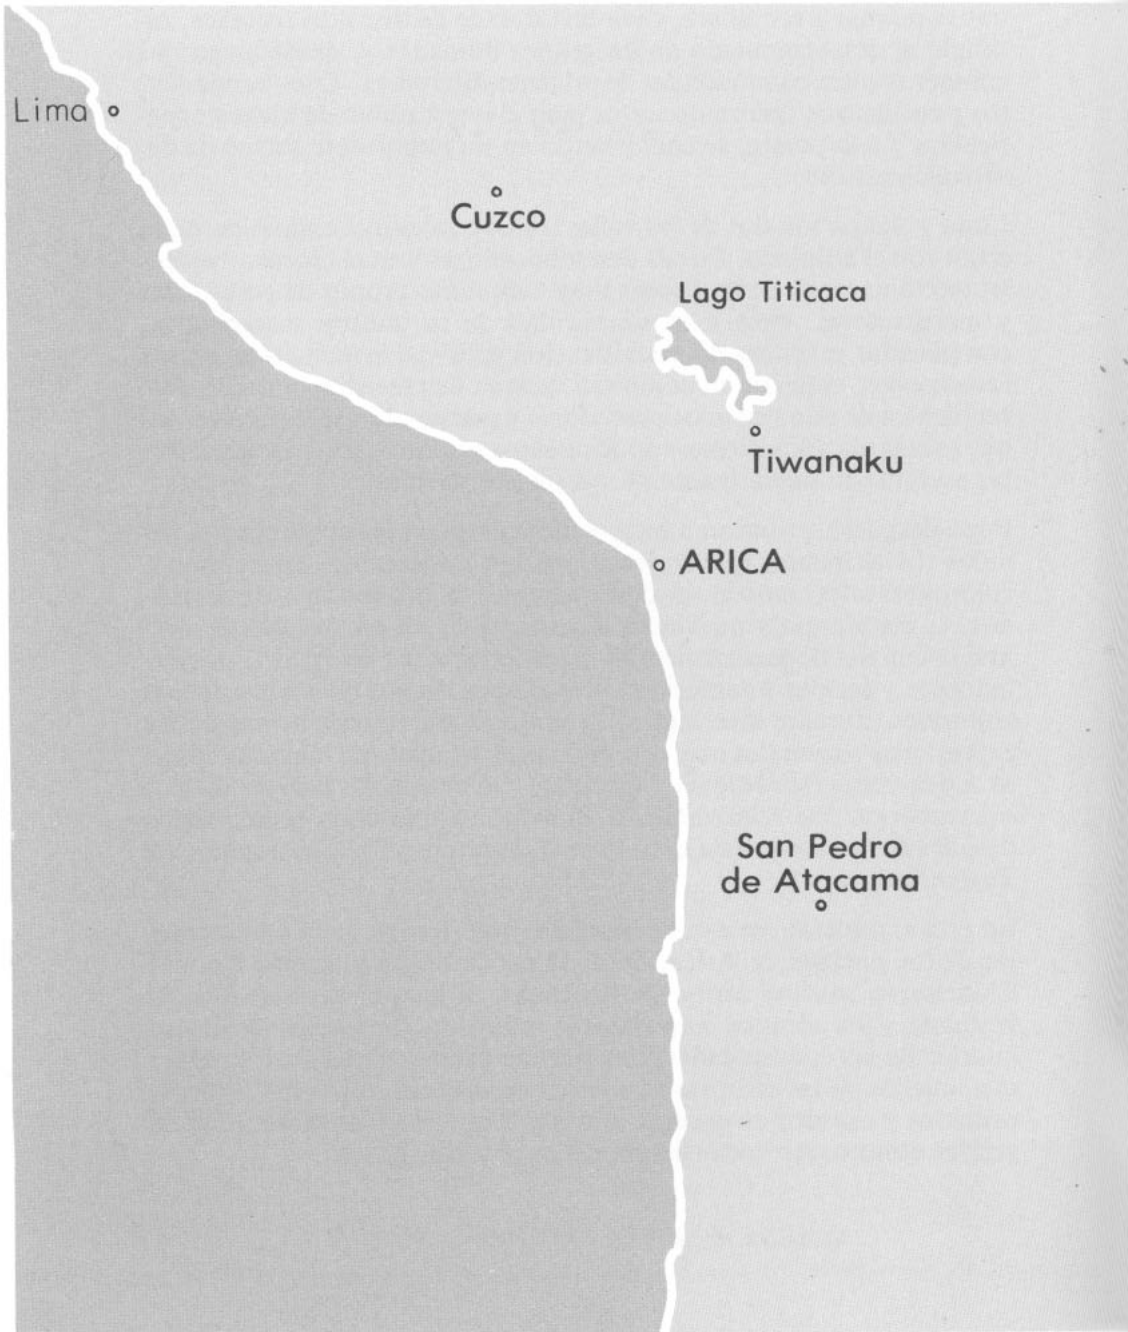 Lima
Cuzco
Lago Titicaca
Tiwanaku
ARICA
San Pedro
de Atacama